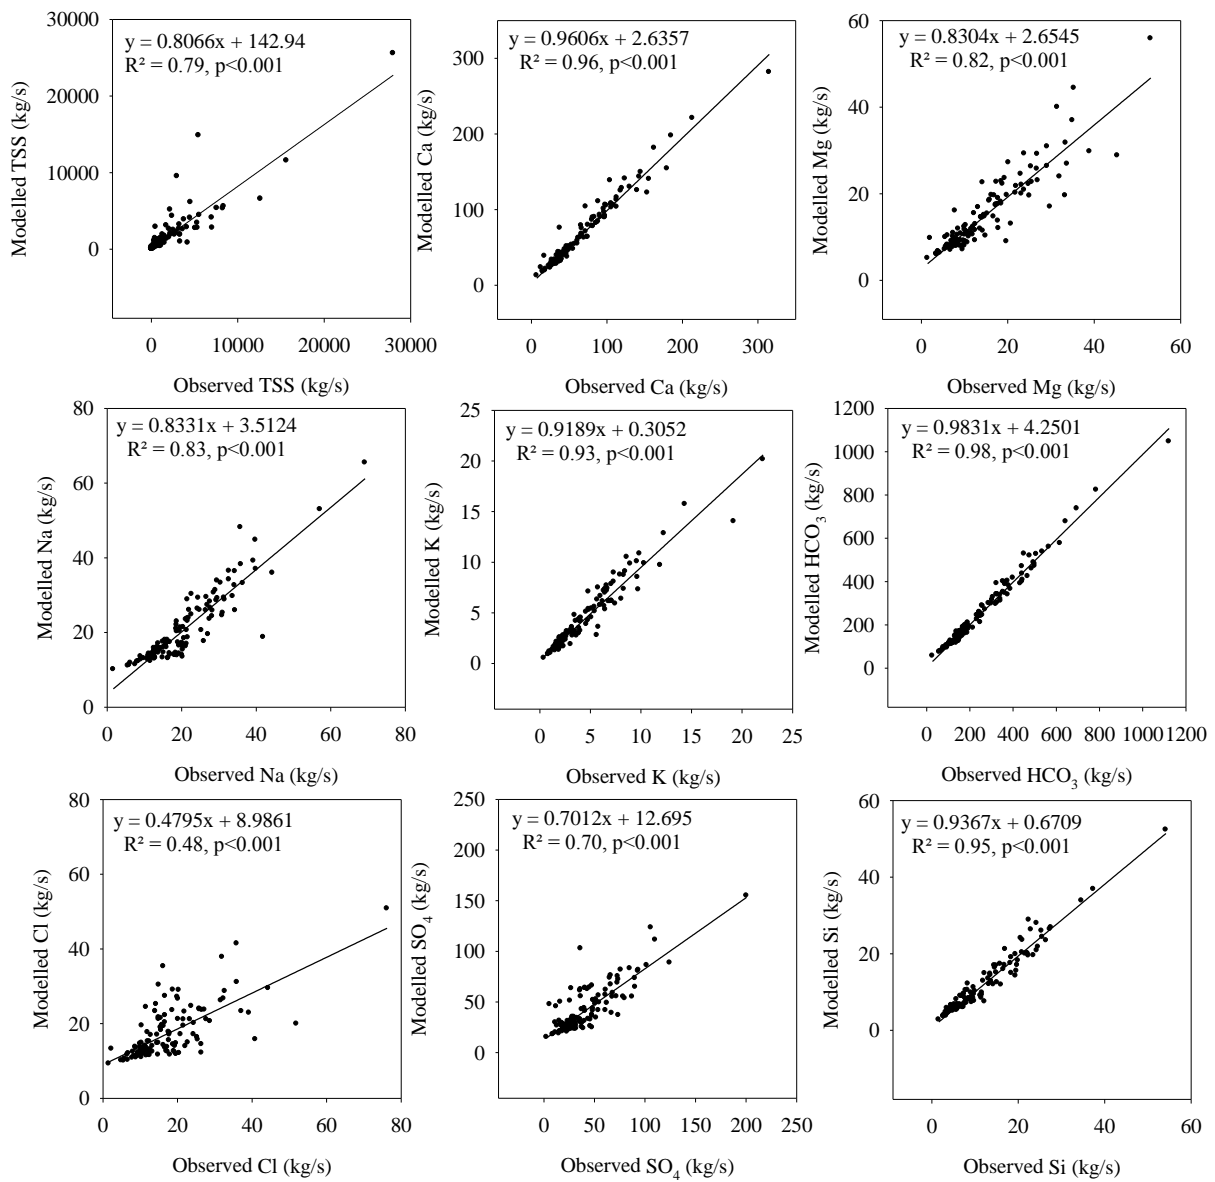 30000
20000
10000
0
Modelled TSS (kg/s)
y = 0.8066x + 142.94
R² = 0.79, p<0.001
0 10000 20000 30000
Observed TSS (kg/s)
300
200
100
0
Modelled Ca (kg/s)
y = 0.9606x + 2.6357
R² = 0.96, p<0.001
0 100 200 300
Observed Ca (kg/s)
60
40
20
0
Modelled Mg (kg/s)
y = 0.8304x + 2.6545
R² = 0.82, p<0.001
0 20 40 60
Observed Mg (kg/s)
80
60
40
20
0
Modelled Na (kg/s)
y = 0.8331x + 3.5124
R² = 0.83, p<0.001
0 20 40 60 80
Observed Na (kg/s)
25
20
15
10
5
0
Modelled K (kg/s)
y = 0.9189x + 0.3052
R² = 0.93, p<0.001
0 5 10 15 20 25
Observed K (kg/s)
1200
1000
800
600
400
200
0
Modelled HCO₃ (kg/s)
y = 0.9831x + 4.2501
R² = 0.98, p<0.001
0 200 400 600 800 1000 1200
Observed HCO₃ (kg/s)
80
60
40
20
0
Modelled Cl (kg/s)
y = 0.4795x + 8.9861
R² = 0.48, p<0.001
0 20 40 60 80
Observed Cl (kg/s)
250
200
150
100
50
0
Modelled SO₄ (kg/s)
y = 0.7012x + 12.695
R² = 0.70, p<0.001
0 50 100 150 200 250
Observed SO₄ (kg/s)
60
40
20
0
Modelled Si (kg/s)
y = 0.9367x + 0.6709
R² = 0.95, p<0.001
0 20 40 60
Observed Si (kg/s)